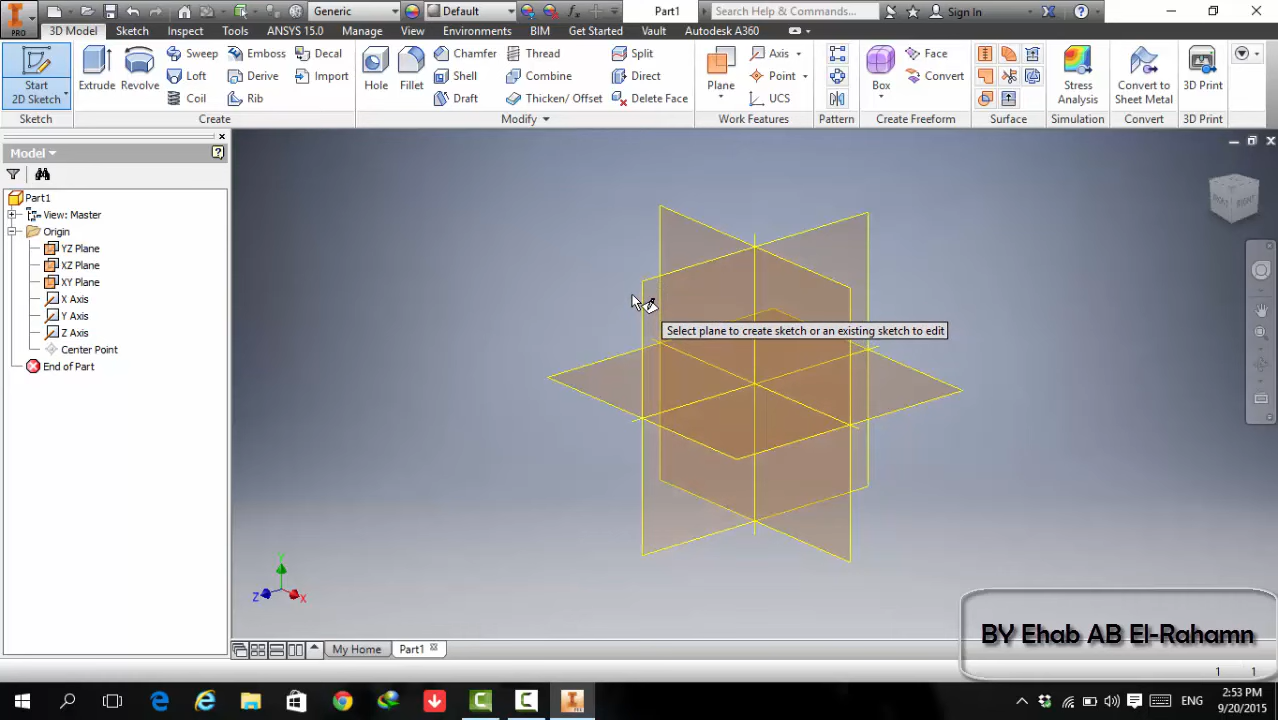 Generic
Default
Part1
Search Help & Commands...
Sign In
PRO
3D Model
Sketch
Inspect
Tools
ANSYS 15.0
Manage
View
Environments
BIM
Get Started
Vault
Autodesk A360
Start
2D Sketch
Extrude
Revolve
Sweep
Loft
Coil
Emboss
Derive
Rib
Decal
Import
Hole
Fillet
Chamfer
Shell
Draft
Thread
Combine
Thicken/ Offset
Split
Direct
Delete Face
Plane
Axis
Point
UCS
Box
Face
Convert
Stress
Analysis
Convert to
Sheet Metal
3D Print
Sketch
Create
Modify
Work Features
Pattern
Create Freeform
Surface
Simulation
Convert
3D Print
Model
Part1
View: Master
Origin
YZ Plane
XZ Plane
XY Plane
X Axis
Y Axis
Z Axis
Center Point
End of Part
RIGHT
Select plane to create sketch or an existing sketch to edit
Y
Z
X
BY Ehab AB El-Rahamn
My Home
Part1
1 1
ENG
2:53 PM
9/20/2015